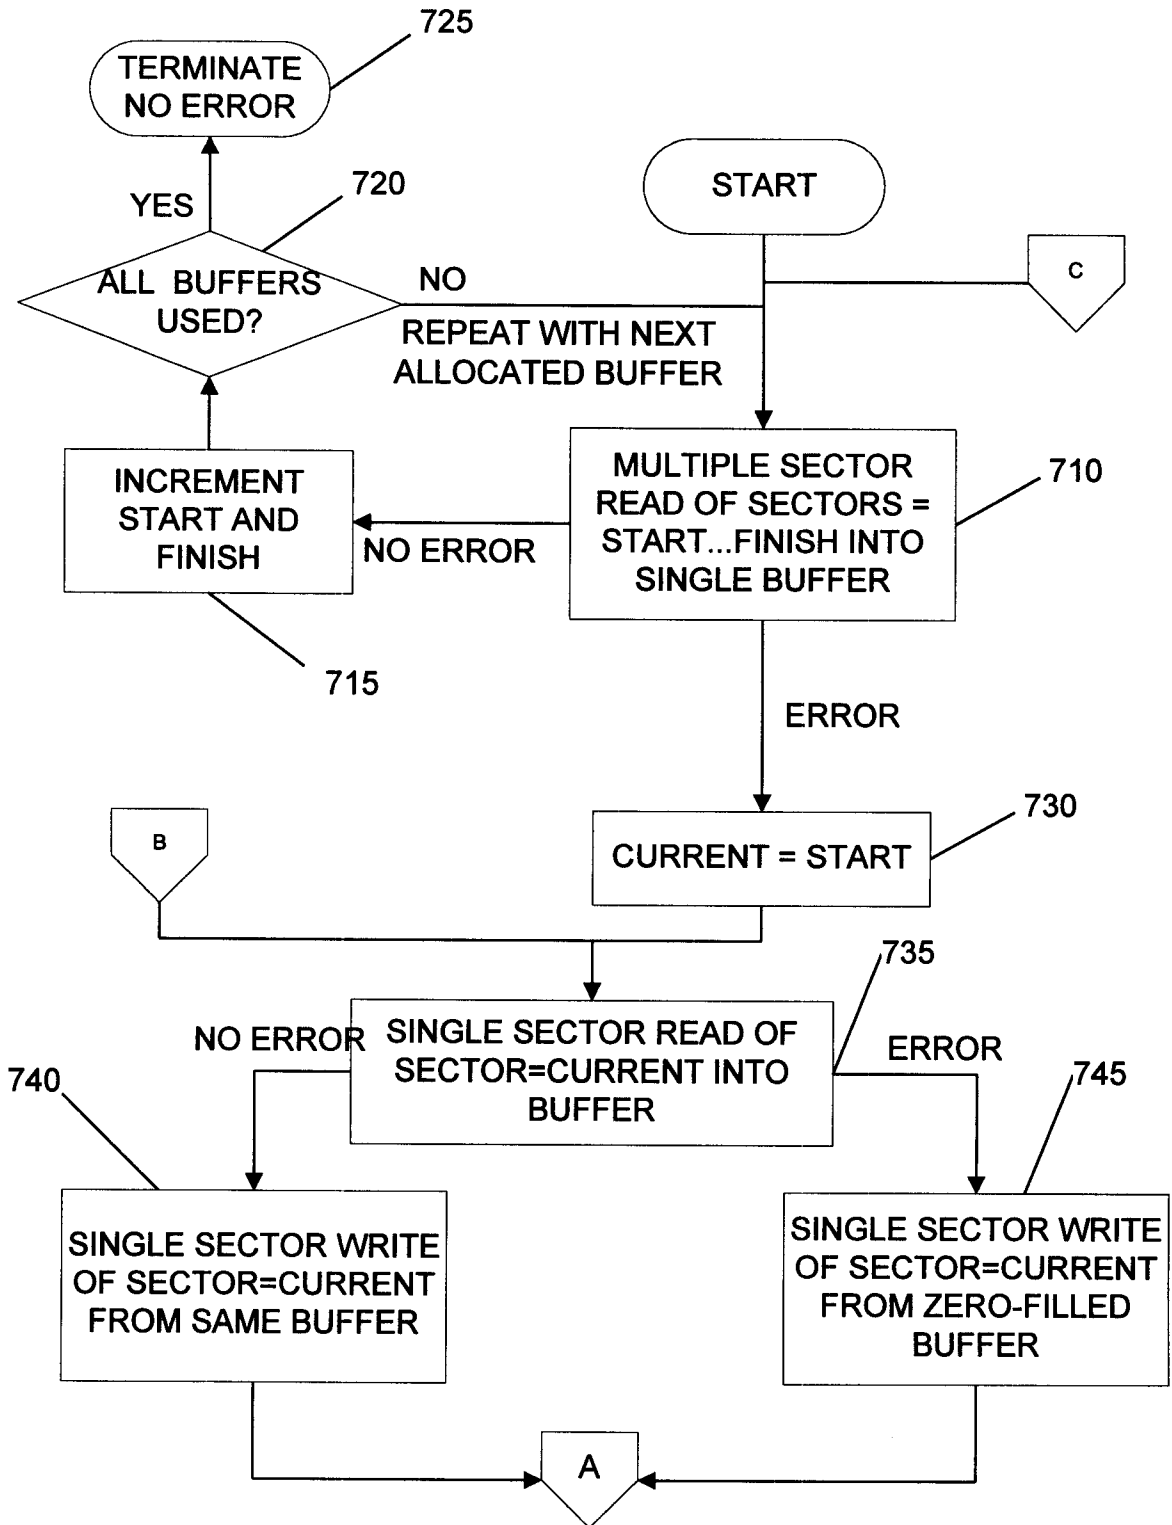 725
TERMINATE
NO ERROR
YES
720
START
ALL BUFFERS
USED?
NO
C
REPEAT WITH NEXT
ALLOCATED BUFFER
INCREMENT
START AND
FINISH
NO ERROR
MULTIPLE SECTOR
READ OF SECTORS =
START...FINISH INTO
SINGLE BUFFER
710
715
ERROR
B
CURRENT = START
730
735
NO ERROR
SINGLE SECTOR READ OF
SECTOR=CURRENT INTO
BUFFER
ERROR
740
745
SINGLE SECTOR WRITE
OF SECTOR=CURRENT
FROM SAME BUFFER
SINGLE SECTOR WRITE
OF SECTOR=CURRENT
FROM ZERO-FILLED
BUFFER
A